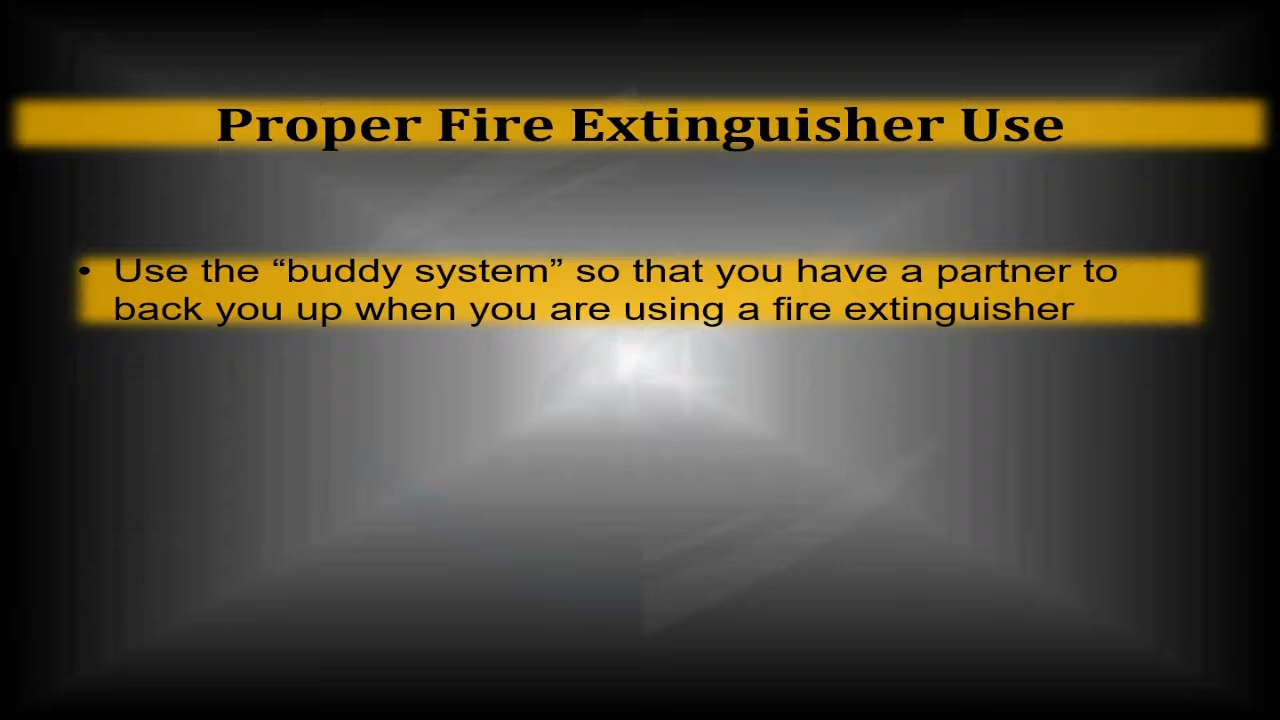 Proper Fire Extinguisher Use
• Use the “buddy system” so that you have a partner to
back you up when you are using a fire extinguisher